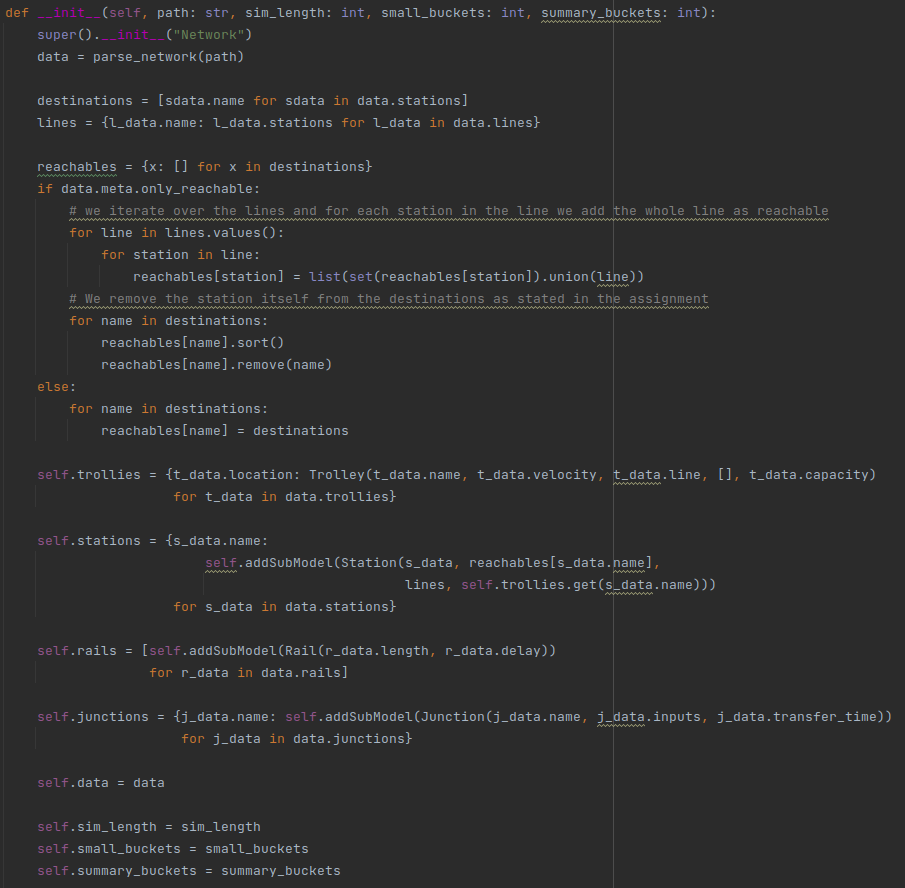 def __init__(self, path: str, sim_length: int, small_buckets: int, summary_buckets: int):
    super().__init__("Network")
    data = parse_network(path)

    destinations = [sdata.name for sdata in data.stations]
    lines = {l_data.name: l_data.stations for l_data in data.lines}

    reachables = {x: [] for x in destinations}
    if data.meta.only_reachable:
        # we iterate over the lines and for each station in the line we add the whole line as reachable
        for line in lines.values():
            for station in line:
                reachables[station] = list(set(reachables[station]).union(line))
        # We remove the station itself from the destinations as stated in the assignment
        for name in destinations:
            reachables[name].sort()
            reachables[name].remove(name)
    else:
        for name in destinations:
            reachables[name] = destinations

    self.trollies = {t_data.location: Trolley(t_data.name, t_data.velocity, t_data.line, [], t_data.capacity)
                     for t_data in data.trollies}

    self.stations = {s_data.name:
                         self.addSubModel(Station(s_data, reachables[s_data.name],
                                                  lines, self.trollies.get(s_data.name)))
                     for s_data in data.stations}

    self.rails = [self.addSubModel(Rail(r_data.length, r_data.delay))
                  for r_data in data.rails]

    self.junctions = {j_data.name: self.addSubModel(Junction(j_data.name, j_data.inputs, j_data.transfer_time))
                      for j_data in data.junctions}

    self.data = data

    self.sim_length = sim_length
    self.small_buckets = small_buckets
    self.summary_buckets = summary_buckets